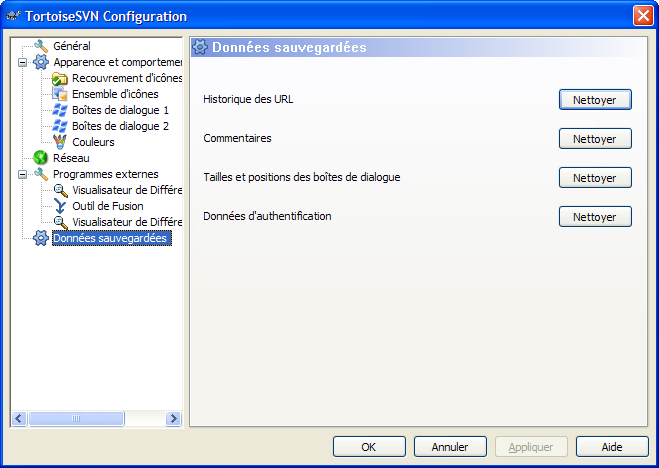 TortoiseSVN Configuration
Général
Apparence et comportemer
Recouvrement d'icônes
Ensemble d'icônes
Boîtes de dialogue 1
Boîtes de dialogue 2
Couleurs
Réseau
Programmes externes
Visualisateur de Différe
Outil de Fusion
Visualisateur de Différe
Données sauvegardées
Données sauvegardées
Historique des URL
Nettoyer
Commentaires
Nettoyer
Tailles et positions des boîtes de dialogue
Nettoyer
Données d'authentification
Nettoyer
OK
Annuler
Appliquer
Aide